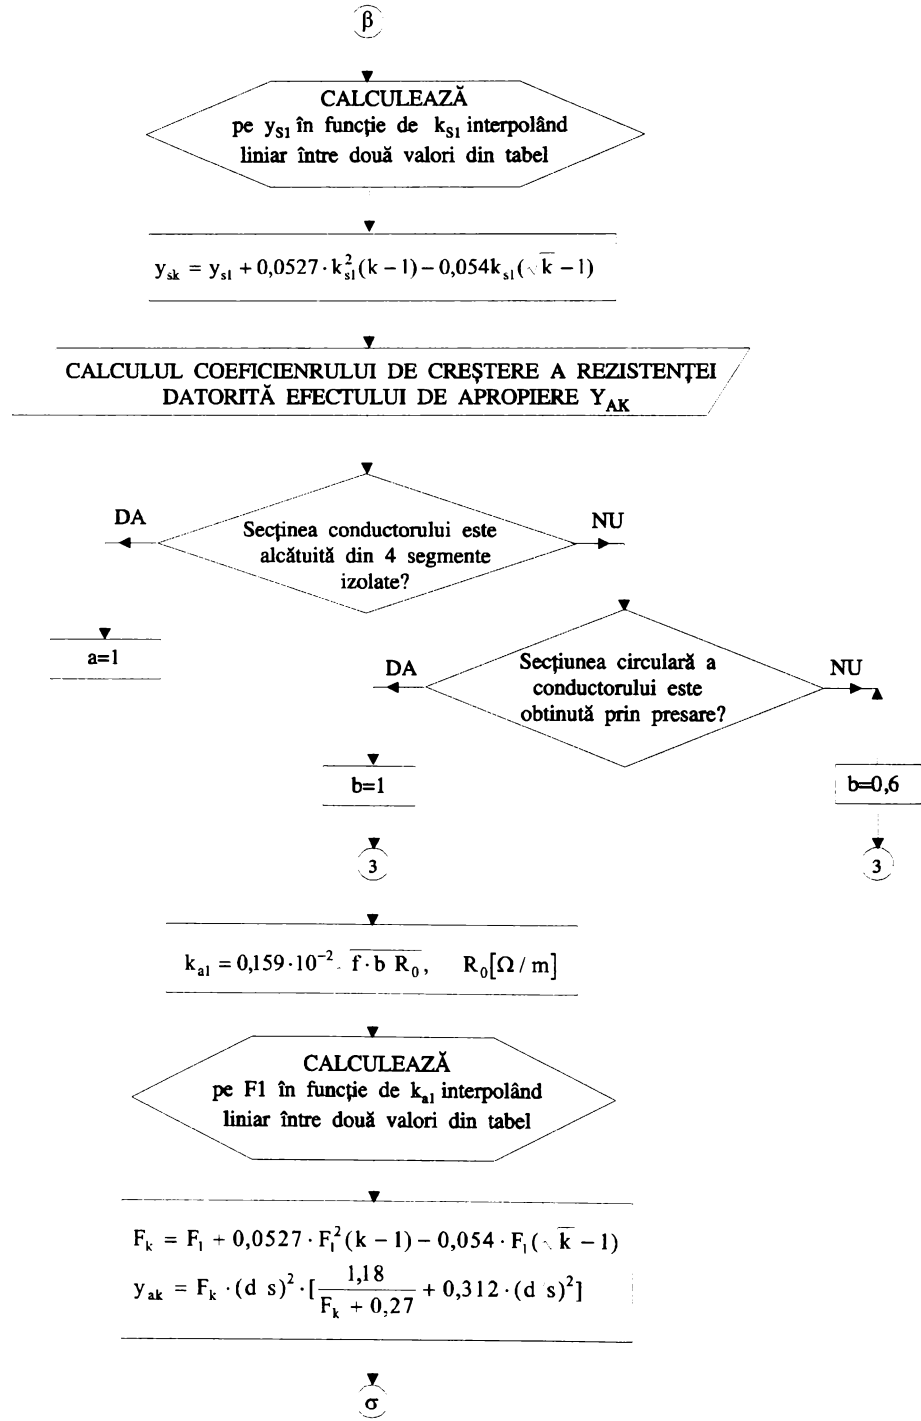 β
CALCULEAZĂ
pe y_S1 în funcţie de k_S1 interpolând
liniar între două valori din tabel
y_sk = y_s1 + 0,0527 · k_s1^2 (k − 1) − 0,054k_s1(√k − 1)
CALCULUL COEFICIENRULUI DE CREŞTERE A REZISTENŢEI
DATORITĂ EFECTULUI DE APROPIERE Y_AK
DA
NU
Secţinea conductorului este
alcătuită din 4 segmente
izolate?
a=1
DA
NU
Secţiunea circulară a
conductorului este
obtinută prin presare?
b=1
b=0,6
3
3
k_a1 = 0,159·10^-2 √f · b R_0, R_0[Ω / m]
CALCULEAZĂ
pe F1 în funcţie de k_a1 interpolând
liniar între două valori din tabel
F_k = F_1 + 0,0527 · F_1^2 (k − 1) − 0,054 · F_1(√k − 1)
y_ak = F_k · (d s)^2 · [1,18 / (F_k + 0,27) + 0,312 · (d s)^2]
σ